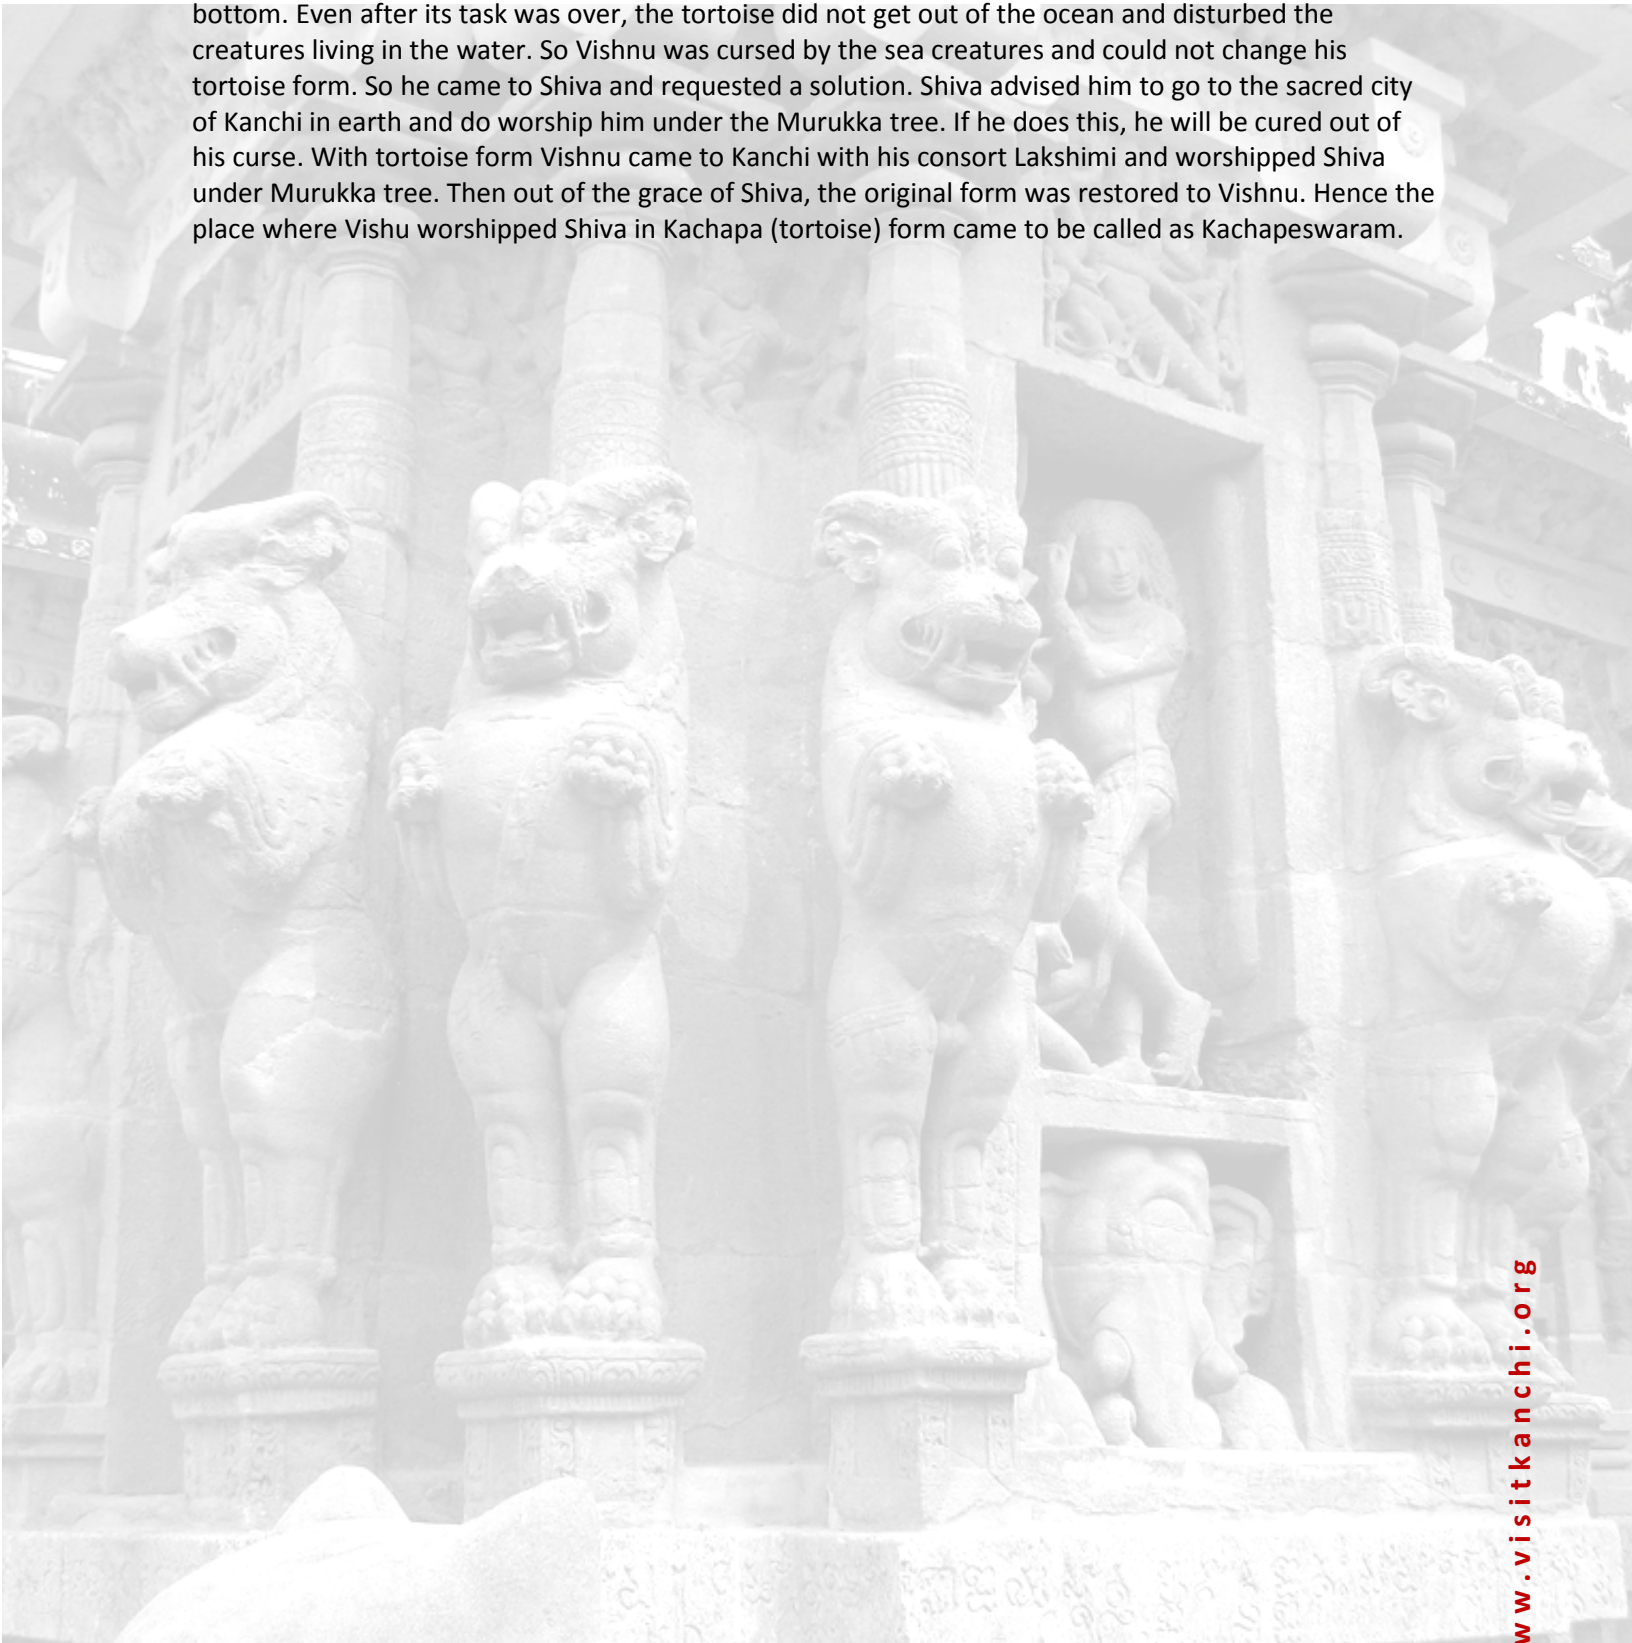 bottom. Even after its task was over, the tortoise did not get out of the ocean and disturbed the
creatures living in the water. So Vishnu was cursed by the sea creatures and could not change his
tortoise form. So he came to Shiva and requested a solution. Shiva advised him to go to the sacred city
of Kanchi in earth and do worship him under the Murukka tree. If he does this, he will be cured out of
his curse. With tortoise form Vishnu came to Kanchi with his consort Lakshimi and worshipped Shiva
under Murukka tree. Then out of the grace of Shiva, the original form was restored to Vishnu. Hence the
place where Vishu worshipped Shiva in Kachapa (tortoise) form came to be called as Kachapeswaram.
ww.visitkanchi.org